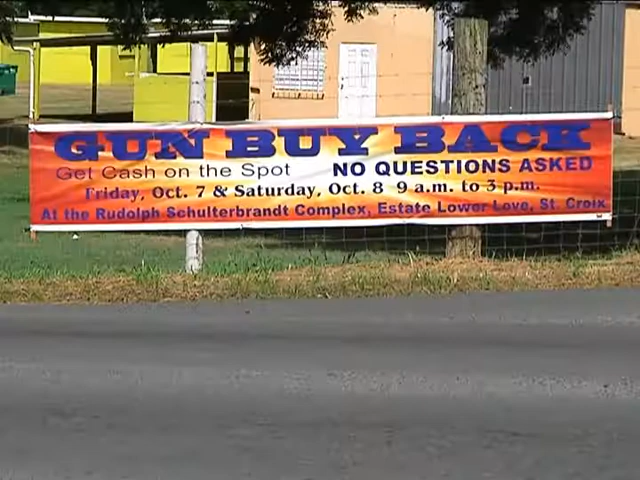 GUN BUY BACK
Get Cash on the Spot NO QUESTIONS ASKED
Friday, Oct. 7 & Saturday, Oct. 8 9 a.m. to 3 p.m.
At the Rudolph Schulterbrandt Complex, Estate Lower Love, St. Croix